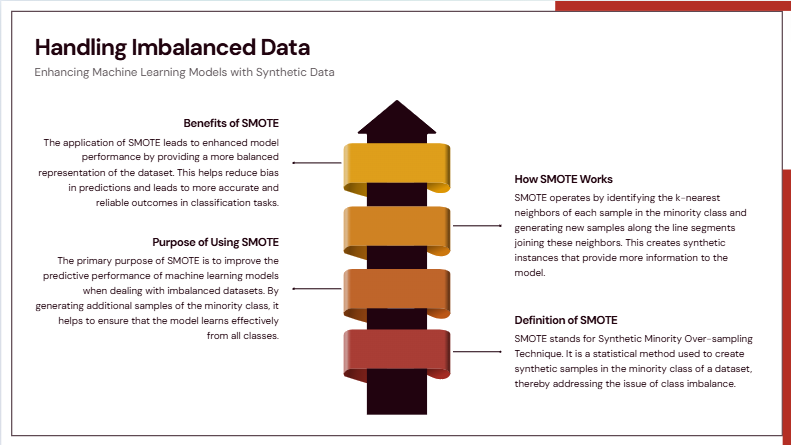 Handling Imbalanced Data
Enhancing Machine Learning Models with Synthetic Data
Benefits of SMOTE
The application of SMOTE leads to enhanced model
performance by providing a more balanced
representation of the dataset. This helps reduce bias
in predictions and leads to more accurate and
reliable outcomes in classification tasks.
Purpose of Using SMOTE
The primary purpose of SMOTE is to improve the
predictive performance of machine learning models
when dealing with imbalanced datasets. By
generating additional samples of the minority class, it
helps to ensure that the model learns effectively
from all classes.
How SMOTE Works
SMOTE operates by identifying the k-nearest
neighbors of each sample in the minority class and
generating new samples along the line segments
joining these neighbors. This creates synthetic
instances that provide more information to the
model.
Definition of SMOTE
SMOTE stands for Synthetic Minority Over-sampling
Technique. It is a statistical method used to create
synthetic samples in the minority class of a dataset,
thereby addressing the issue of class imbalance.